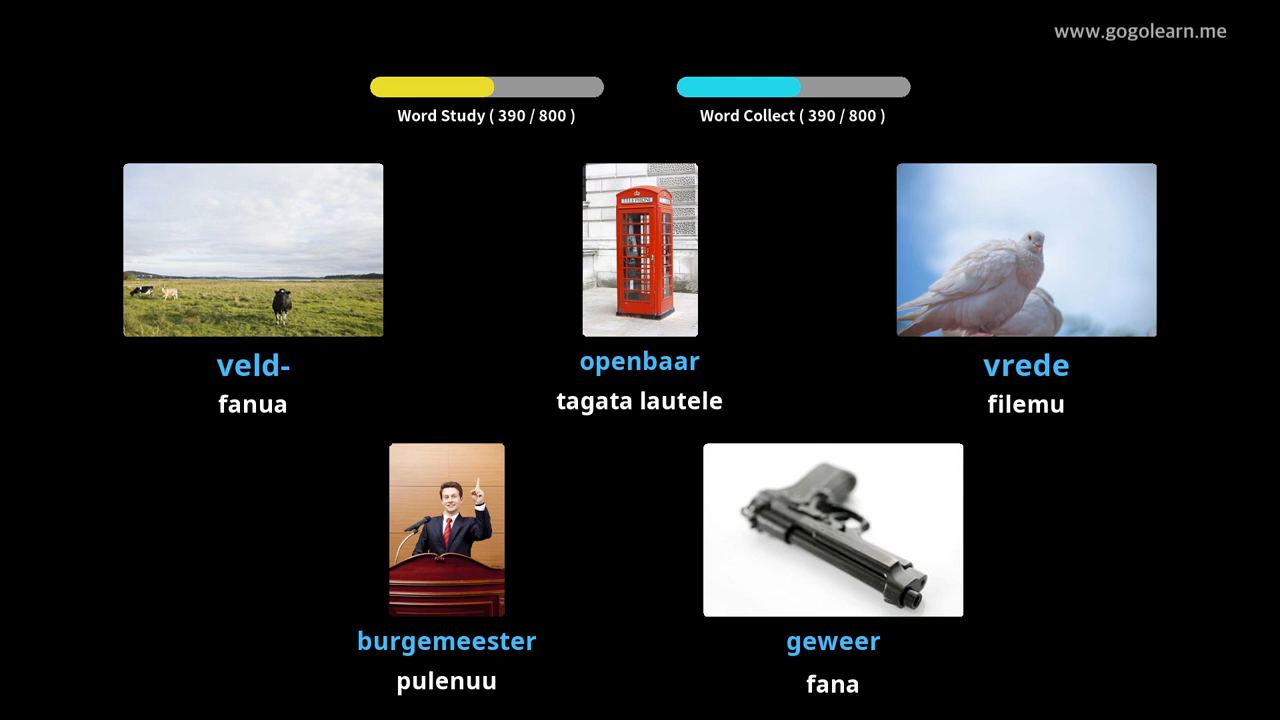 www.gogolearn.me
Word Study ( 390 / 800 )
Word Collect ( 390 / 800 )
TELEPHONE
veld-
fanua
openbaar
tagata lautele
vrede
filemu
burgemeester
pulenuu
geweer
fana